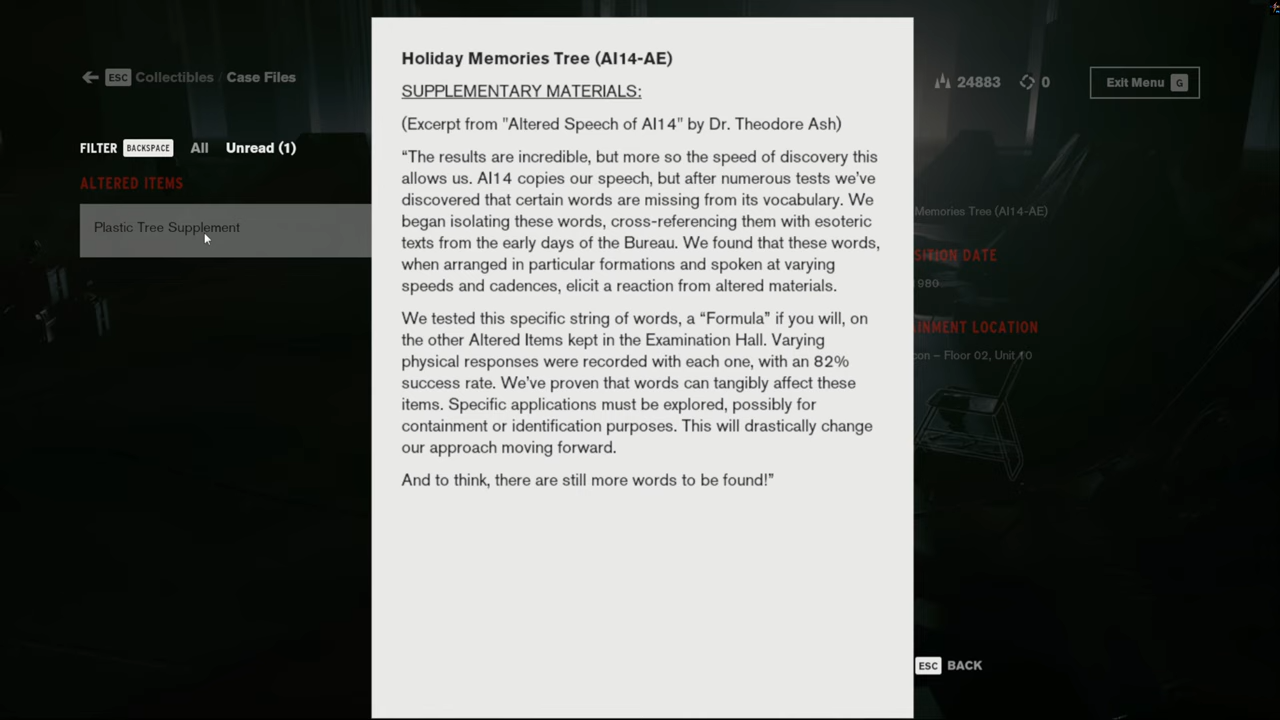 ESC Collectibles / Case Files
24883
0
Exit Menu G
FILTER BACKSPACE All Unread (1)
ALTERED ITEMS
Plastic Tree Supplement
Holiday Memories Tree (AI14-AE)
SUPPLEMENTARY MATERIALS:
(Excerpt from "Altered Speech of AI14" by Dr. Theodore Ash)
“The results are incredible, but more so the speed of discovery this
allows us. AI14 copies our speech, but after numerous tests we’ve
discovered that certain words are missing from its vocabulary. We
began isolating these words, cross-referencing them with esoteric
texts from the early days of the Bureau. We found that these words,
when arranged in particular formations and spoken at varying
speeds and cadences, elicit a reaction from altered materials.
We tested this specific string of words, a “Formula” if you will, on
the other Altered Items kept in the Examination Hall. Varying
physical responses were recorded with each one, with an 82%
success rate. We’ve proven that words can tangibly affect these
items. Specific applications must be explored, possibly for
containment or identification purposes. This will drastically change
our approach moving forward.
And to think, there are still more words to be found!”
Memories Tree (AI14-AE)
SITION DATE
980
INMENT LOCATION
con – Floor 02, Unit 10
ESC BACK